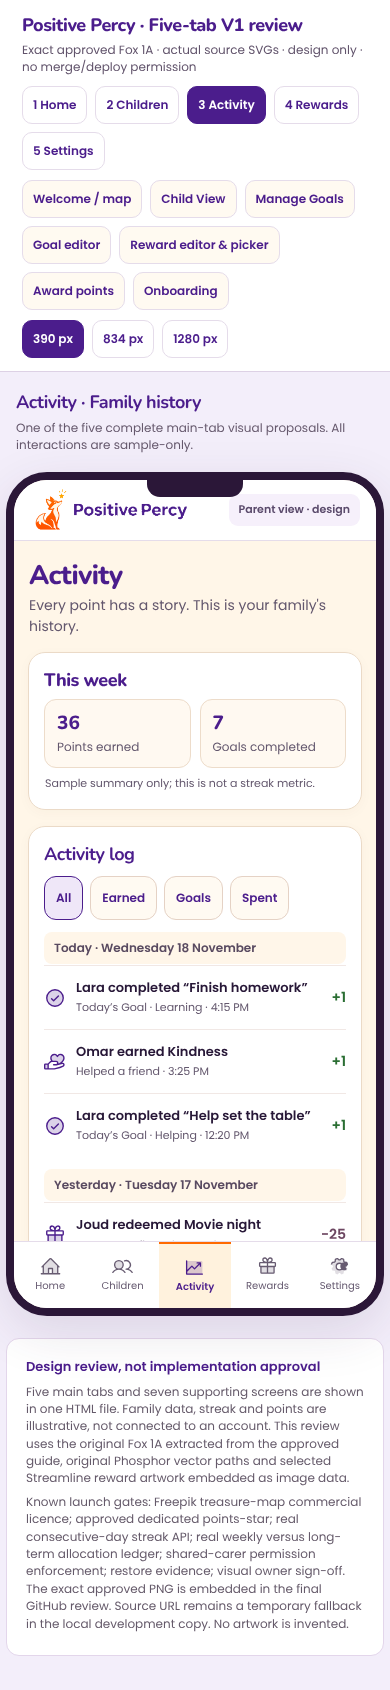 Positive Percy · Five-tab V1 review
Exact approved Fox 1A · actual source SVGs · design only ·
no merge/deploy permission
1 Home
2 Children
3 Activity
4 Rewards
5 Settings
Welcome / map
Child View
Manage Goals
Goal editor
Reward editor & picker
Award points
Onboarding
390 px
834 px
1280 px
Activity · Family history
One of the five complete main-tab visual proposals. All
interactions are sample-only.
Positive Percy
Parent view · design
Activity
Every point has a story. This is your family's
history.
This week
36
Points earned
7
Goals completed
Sample summary only; this is not a streak metric.
Activity log
All
Earned
Goals
Spent
Today · Wednesday 18 November
Lara completed “Finish homework”
Today’s Goal · Learning · 4:15 PM
+1
Omar earned Kindness
Helped a friend · 3:25 PM
+1
Lara completed “Help set the table”
Today’s Goal · Helping · 12:20 PM
+1
Yesterday · Tuesday 17 November
Joud redeemed Movie night
-25
Home
Children
Activity
Rewards
Settings
Design review, not implementation approval
Five main tabs and seven supporting screens are shown
in one HTML file. Family data, streak and points are
illustrative, not connected to an account. This review
uses the original Fox 1A extracted from the approved
guide, original Phosphor vector paths and selected
Streamline reward artwork embedded as image data.
Known launch gates: Freepik treasure-map commercial
licence; approved dedicated points-star; real
consecutive-day streak API; real weekly versus long-
term allocation ledger; shared-carer permission
enforcement; restore evidence; visual owner sign-off.
The exact approved PNG is embedded in the final
GitHub review. Source URL remains a temporary fallback
in the local development copy. No artwork is invented.